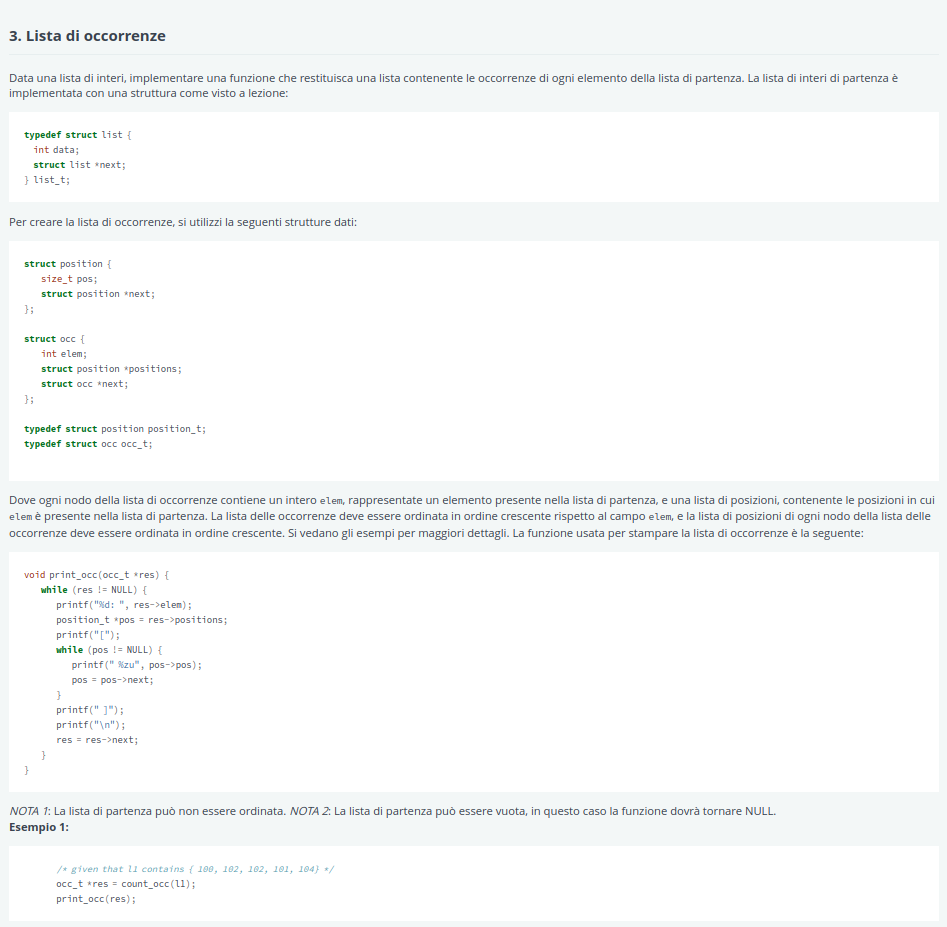 3. Lista di occorrenze
Data una lista di interi, implementare una funzione che restituisca una lista contenente le occorrenze di ogni elemento della lista di partenza. La lista di interi di partenza è
implementata con una struttura come visto a lezione:
typedef struct list {
  int data;
  struct list *next;
} list_t;
Per creare la lista di occorrenze, si utilizzi la seguenti strutture dati:
struct position {
   size_t pos;
   struct position *next;
};
struct occ {
   int elem;
   struct position *positions;
   struct occ *next;
};
typedef struct position position_t;
typedef struct occ occ_t;
Dove ogni nodo della lista di occorrenze contiene un intero elem, rappresentate un elemento presente nella lista di partenza, e una lista di posizioni, contenente le posizioni in cui
elem è presente nella lista di partenza. La lista delle occorrenze deve essere ordinata in ordine crescente rispetto al campo elem, e la lista di posizioni di ogni nodo della lista delle
occorrenze deve essere ordinata in ordine crescente. Si vedano gli esempi per maggiori dettagli. La funzione usata per stampare la lista di occorrenze è la seguente:
void print_occ(occ_t *res) {
   while (res != NULL) {
      printf("%d: ", res->elem);
      position_t *pos = res->positions;
      printf("[");
      while (pos != NULL) {
         printf(" %zu", pos->pos);
         pos = pos->next;
      }
      printf(" ]");
      printf("\n");
      res = res->next;
   }
}
NOTA 1: La lista di partenza può non essere ordinata. NOTA 2: La lista di partenza può essere vuota, in questo caso la funzione dovrà tornare NULL.
Esempio 1:
/* given that l1 contains { 100, 102, 102, 101, 104} */
occ_t *res = count_occ(l1);
print_occ(res);